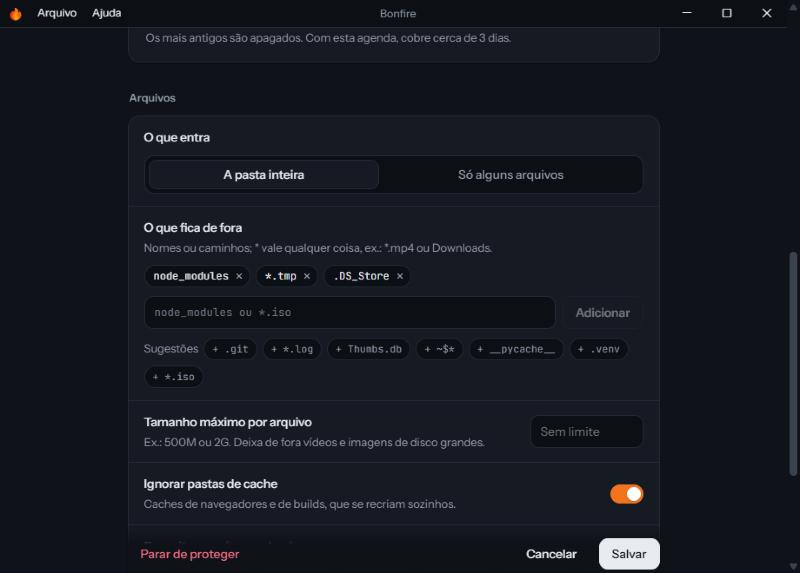 Arquivo Ajuda Bonfire
Os mais antigos são apagados. Com esta agenda, cobre cerca de 3 dias.
Arquivos
O que entra
A pasta inteira Só alguns arquivos
O que fica de fora
Nomes ou caminhos; * vale qualquer coisa, ex.: *.mp4 ou Downloads.
node_modules × *.tmp × .DS_Store ×
node_modules ou *.iso Adicionar
Sugestões + .git + *.log + Thumbs.db + ~$* + __pycache__ + .venv
+ *.iso
Tamanho máximo por arquivo
Ex.: 500M ou 2G. Deixa de fora vídeos e imagens de disco grandes. Sem limite
Ignorar pastas de cache
Caches de navegadores e de builds, que se recriam sozinhos.
Parar de proteger Cancelar Salvar